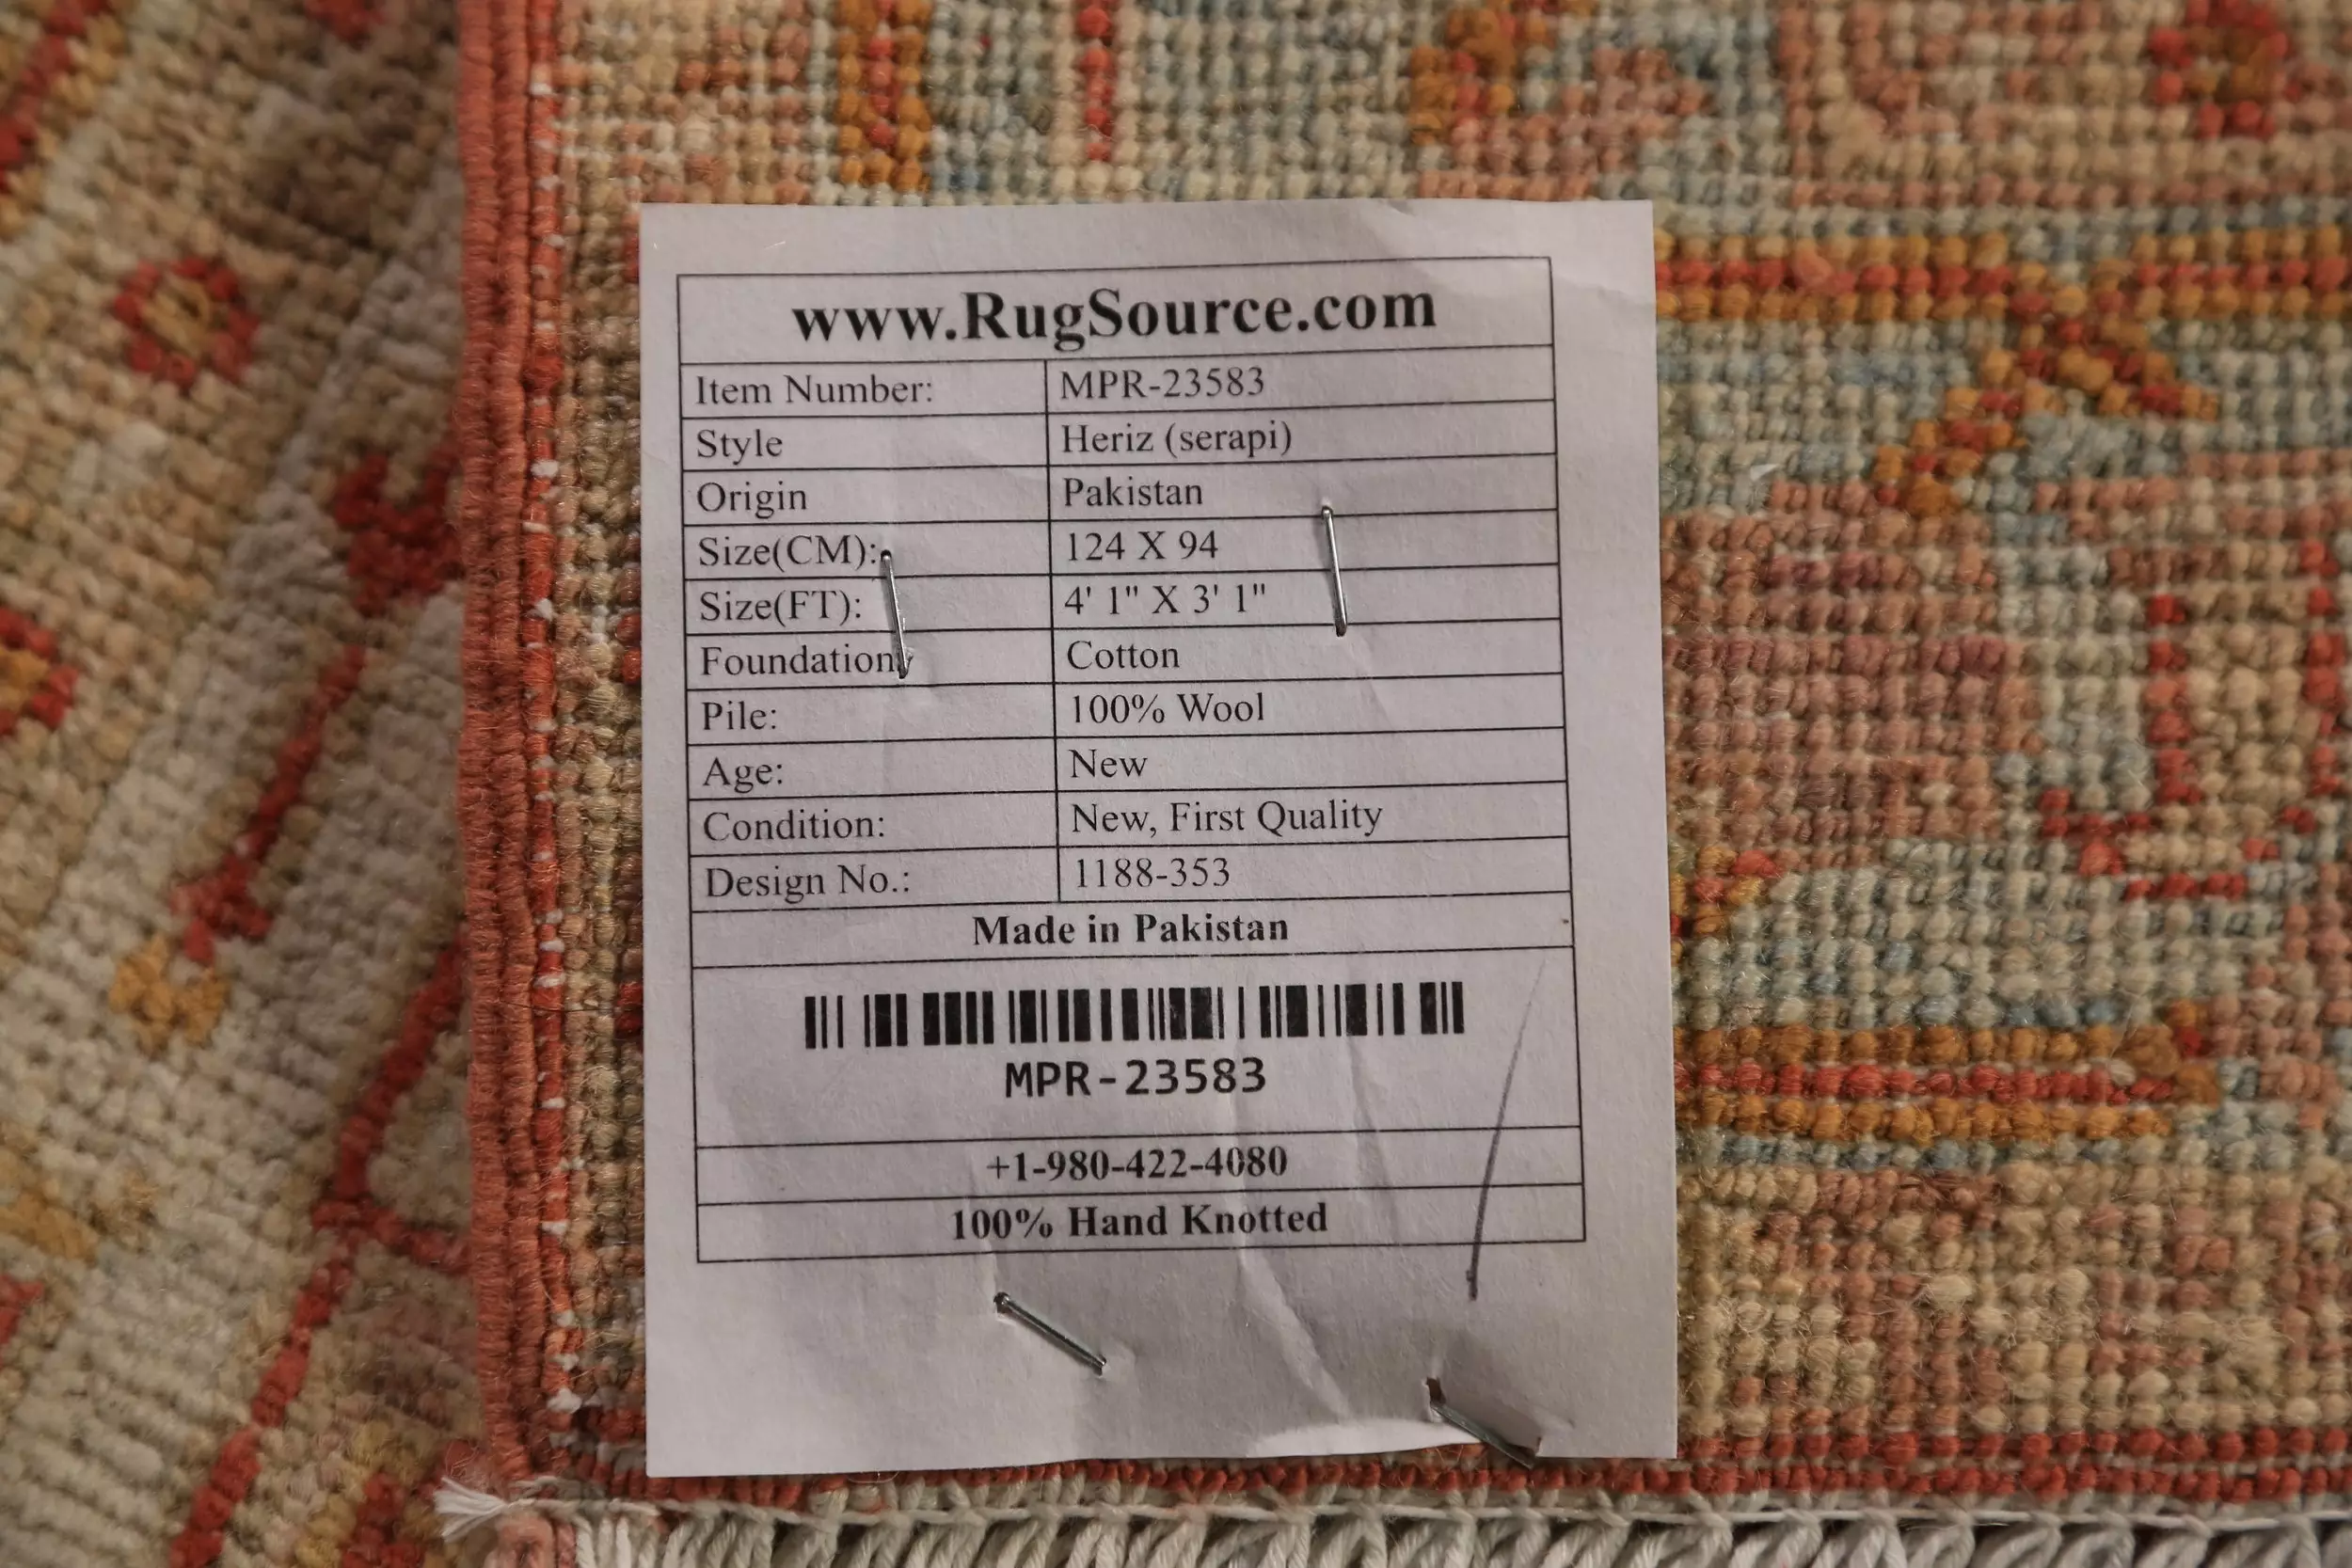 www.RugSource.com
Item Number: MPR-23583
Style Heriz (serapi)
Origin Pakistan
Size(CM): 124 X 94
Size(FT): 4' 1" X 3' 1"
Foundation: Cotton
Pile: 100% Wool
Age: New
Condition: New, First Quality
Design No.: 1188-353
Made in Pakistan
MPR-23583
+1-980-422-4080
100% Hand Knotted